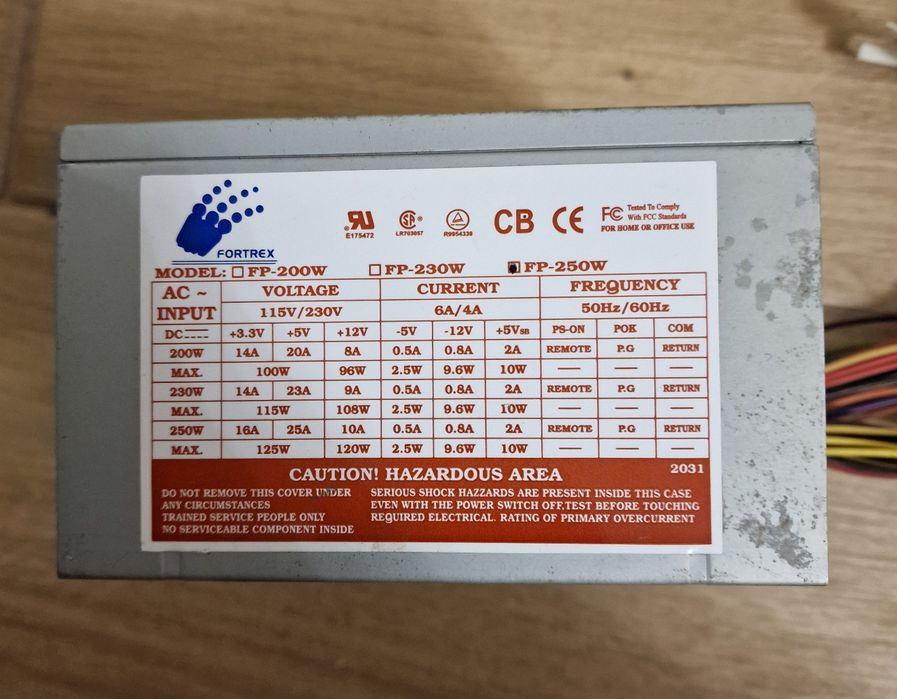 FORTREX
E175472
LR703057
R9954338
CB CE
FC Tested To Comply
With FCC Standards
FOR HOME OR OFFICE USE
MODEL: FP-200W FP-230W FP-250W
AC ~ INPUT VOLTAGE CURRENT FREQUENCY
115V/230V 6A/4A 50Hz/60Hz
DC +3.3V +5V +12V -5V -12V +5VSB PS-ON POK COM
200W 14A 20A 8A 0.5A 0.8A 2A REMOTE P.G RETURN
MAX. 100W 96W 2.5W 9.6W 10W — — —
230W 14A 23A 9A 0.5A 0.8A 2A REMOTE P.G RETURN
MAX. 115W 108W 2.5W 9.6W 10W — — —
250W 16A 25A 10A 0.5A 0.8A 2A REMOTE P.G RETURN
MAX. 125W 120W 2.5W 9.6W 10W — — —
CAUTION! HAZARDOUS AREA 2031
DO NOT REMOVE THIS COVER UNDER
ANY CIRCUMSTANCES
TRAINED SERVICE PEOPLE ONLY
NO SERVICEABLE COMPONENT INSIDE
SERIOUS SHOCK HAZZARDS ARE PRESENT INSIDE THIS CASE
EVEN WITH THE POWER SWITCH OFF,TEST BEFORE TOUCHING
REQUIRED ELECTRICAL. RATING OF PRIMARY OVERCURRENT